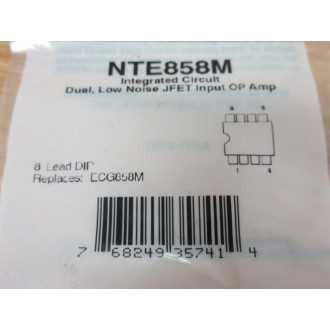 NTE858M
Integrated Circuit
Dual, Low Noise JFET Input OP Amp
8 Lead DIP
Replaces: ECG858M
8 5
1 4
7 68249 35741 4